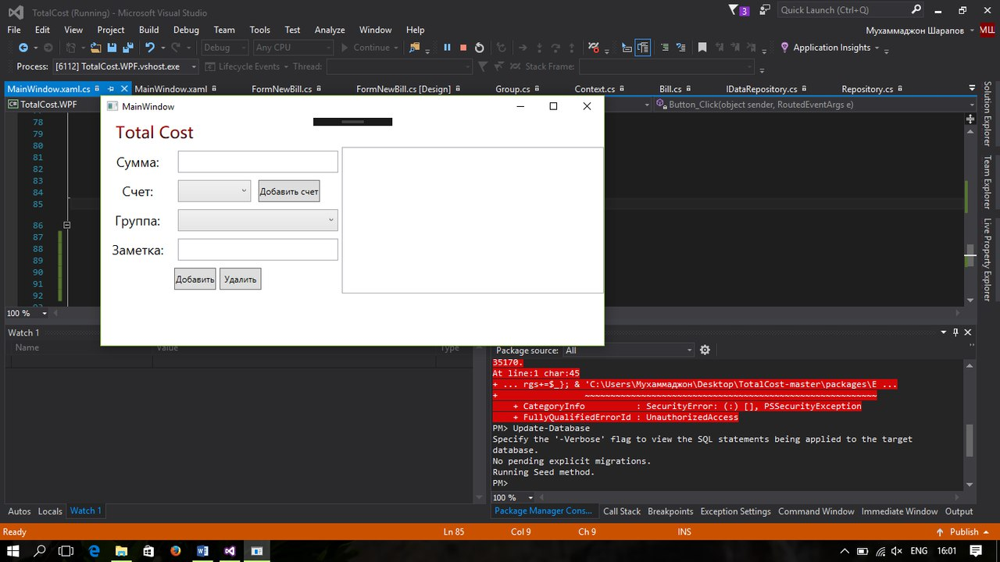 TotalCost (Running) - Microsoft Visual Studio
3
Quick Launch (Ctrl+Q)
File Edit View Project Build Debug Team Tools Test Analyze Window Help
Мухаммаджон Шарапов МШ
Debug Any CPU Continue Application Insights
Process: [6112] TotalCost.WPF.vshost.exe Lifecycle Events Thread: Stack Frame:
MainWindow.xaml.cs MainWindow.xaml FormNewBill.cs FormNewBill.cs [Design] Group.cs Context.cs Bill.cs IDataRepository.cs Repository.cs
TotalCost.WPF Button_Click(object sender, RoutedEventArgs e)
MainWindow
Total Cost
Сумма:
Счет: Добавить счет
Группа:
Заметка:
Добавить Удалить
78
79
80
81
82
83
84
85
86
87
88
89
90
91
92
100 %
Solution Explorer
Team Explorer
Live Property Explorer
Watch 1
Name Value Type
Package source: All
35170.
At line:1 char:45
+ ... rgs+=$_}; & 'C:\Users\Мухаммаджон\Desktop\TotalCost-master\packages\E ...
+ ~~~~~~~~~~~~~~~~~~~~~~~~~~~~~~~~~~~~~~~~~~~~~~~~~~~~~~~~~
+ CategoryInfo : SecurityError: (:) [], PSSecurityException
+ FullyQualifiedErrorId : UnauthorizedAccess
PM> Update-Database
Specify the '-Verbose' flag to view the SQL statements being applied to the target
database.
No pending explicit migrations.
Running Seed method.
PM>
100 %
Autos Locals Watch 1
Package Manager Cons... Call Stack Breakpoints Exception Settings Command Window Immediate Window Output
Ready Ln 85 Col 9 Ch 9 INS Publish
ENG 16:01